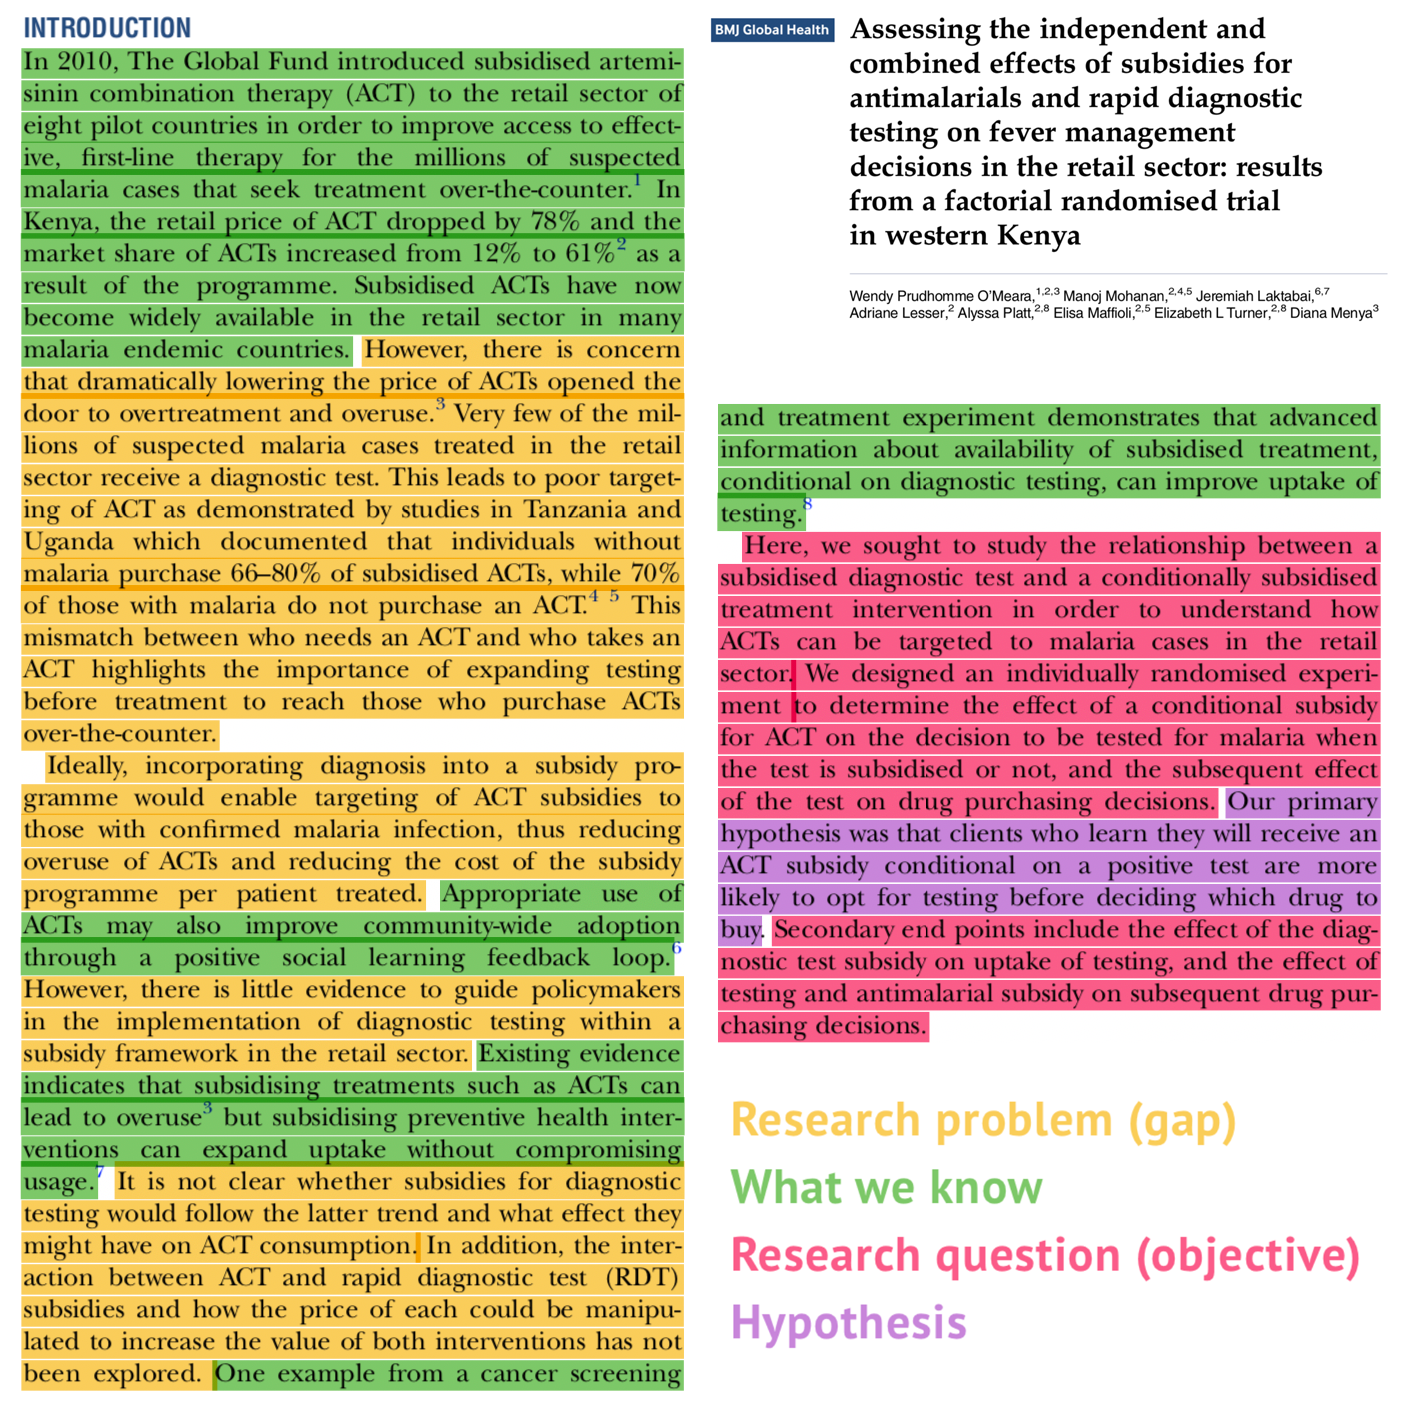 INTRODUCTION
In 2010, The Global Fund introduced subsidised artemi-
sinin combination therapy (ACT) to the retail sector of
eight pilot countries in order to improve access to effect-
ive, first-line therapy for the millions of suspected
malaria cases that seek treatment over-the-counter.1 In
Kenya, the retail price of ACT dropped by 78% and the
market share of ACTs increased from 12% to 61%2 as a
result of the programme. Subsidised ACTs have now
become widely available in the retail sector in many
malaria endemic countries. However, there is concern
that dramatically lowering the price of ACTs opened the
door to overtreatment and overuse.3 Very few of the mil-
lions of suspected malaria cases treated in the retail
sector receive a diagnostic test. This leads to poor target-
ing of ACT as demonstrated by studies in Tanzania and
Uganda which documented that individuals without
malaria purchase 66–80% of subsidised ACTs, while 70%
of those with malaria do not purchase an ACT.4 5 This
mismatch between who needs an ACT and who takes an
ACT highlights the importance of expanding testing
before treatment to reach those who purchase ACTs
over-the-counter.
Ideally, incorporating diagnosis into a subsidy pro-
gramme would enable targeting of ACT subsidies to
those with confirmed malaria infection, thus reducing
overuse of ACTs and reducing the cost of the subsidy
programme per patient treated. Appropriate use of
ACTs may also improve community-wide adoption
through a positive social learning feedback loop.6
However, there is little evidence to guide policymakers
in the implementation of diagnostic testing within a
subsidy framework in the retail sector. Existing evidence
indicates that subsidising treatments such as ACTs can
lead to overuse3 but subsidising preventive health inter-
ventions can expand uptake without compromising
usage.7 It is not clear whether subsidies for diagnostic
testing would follow the latter trend and what effect they
might have on ACT consumption. In addition, the inter-
action between ACT and rapid diagnostic test (RDT)
subsidies and how the price of each could be manipu-
lated to increase the value of both interventions has not
been explored. One example from a cancer screening
BMJ Global Health
Assessing the independent and
combined effects of subsidies for
antimalarials and rapid diagnostic
testing on fever management
decisions in the retail sector: results
from a factorial randomised trial
in western Kenya
Wendy Prudhomme O'Meara,1,2,3 Manoj Mohanan,2,4,5 Jeremiah Laktabai,6,7
Adriane Lesser,2 Alyssa Platt,2,8 Elisa Maffioli,2,5 Elizabeth L Turner,2,8 Diana Menya3
and treatment experiment demonstrates that advanced
information about availability of subsidised treatment,
conditional on diagnostic testing, can improve uptake of
testing.8
Here, we sought to study the relationship between a
subsidised diagnostic test and a conditionally subsidised
treatment intervention in order to understand how
ACTs can be targeted to malaria cases in the retail
sector. We designed an individually randomised experi-
ment to determine the effect of a conditional subsidy
for ACT on the decision to be tested for malaria when
the test is subsidised or not, and the subsequent effect
of the test on drug purchasing decisions. Our primary
hypothesis was that clients who learn they will receive an
ACT subsidy conditional on a positive test are more
likely to opt for testing before deciding which drug to
buy. Secondary end points include the effect of the diag-
nostic test subsidy on uptake of testing, and the effect of
testing and antimalarial subsidy on subsequent drug pur-
chasing decisions.
Research problem (gap)
What we know
Research question (objective)
Hypothesis